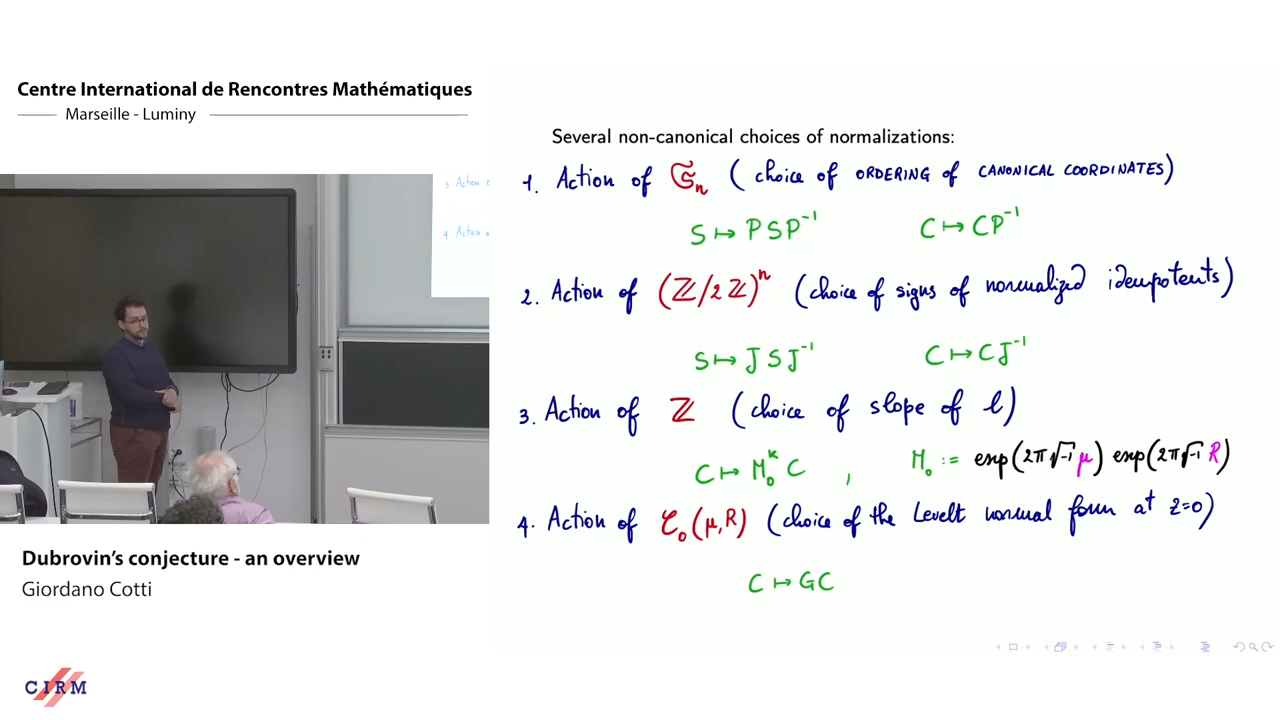 Centre International de Rencontres Mathématiques
Marseille - Luminy
3 Action
4 Action
Dubrovin's conjecture - an overview
Giordano Cotti
CIRM
Several non-canonical choices of normalizations:
1. Action of 𝔖ₙ (choice of ORDERING of CANONICAL COORDINATES)
S ↦ PSP⁻¹ C ↦ CP⁻¹
2. Action of (ℤ/2ℤ)ⁿ (choice of signs of normalized idempotents)
S ↦ JSJ⁻¹ C ↦ CJ⁻¹
3. Action of ℤ (choice of slope of ℓ)
C ↦ M₀ᵏ C , M₀ := exp(2π√-1 μ) exp(2π√-1 R)
4. Action of 𝒞₀(μ,R) (choice of the Levelt normal form at z=0)
C ↦ GC